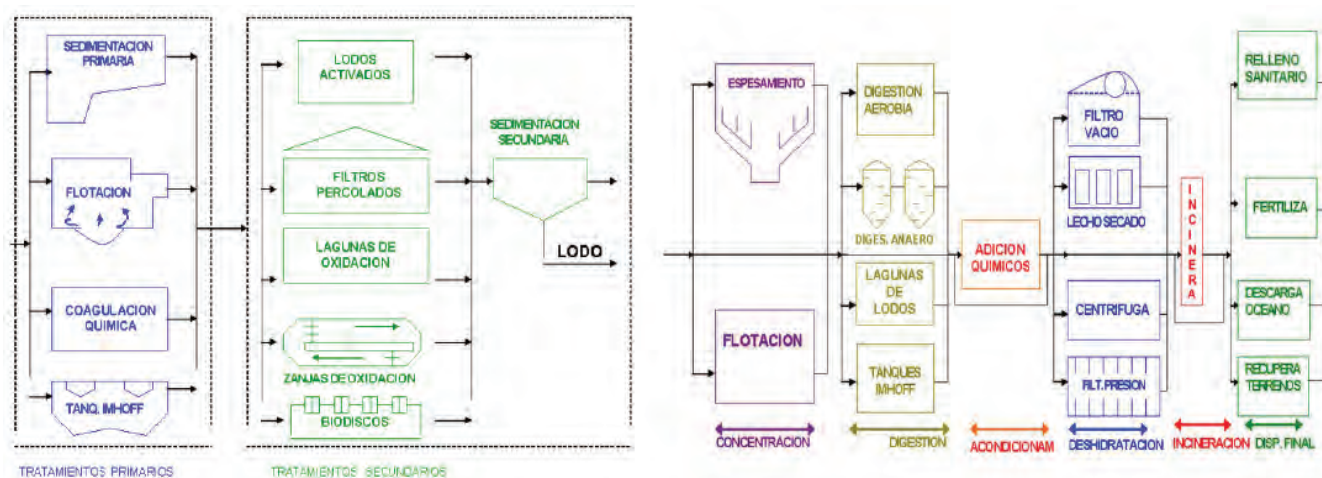 SEDIMENTACION
PRIMARIA
FLOTACION
COAGULACION
QUIMICA
TANQ. IMHOFF
TRATAMIENTOS PRIMARIOS
LODOS
ACTIVADOS
FILTROS
PERCOLADOS
LAGUNAS DE
OXIDACION
ZANJAS DE OXIDACION
BIODISCOS
SEDIMENTACION
SECUNDARIA
LODO
TRATAMIENTOS SECUNDARIOS
ESPESAMIENTO
FLOTACION
CONCENTRACION
DIGESTION
AEROBIA
DIGES. ANAERO
LAGUNAS
DE
LODOS
TANQUES
IMHOFF
DIGESTION
ADICION
QUIMICOS
ACONDICIONAM
FILTRO
VACIO
LECHO SECADO
CENTRIFUGA
FILT. PRESION
DESHIDRATACION
INCINERA
INCINERACION
RELLENO
SANITARIO
FERTILIZA
DESCARGA
OCEANO
RECUPERA
TERRENOS
DISP. FINAL